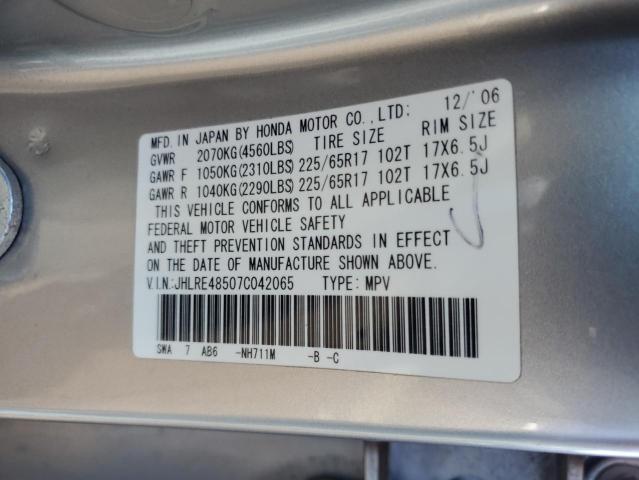 MFD. IN JAPAN BY HONDA MOTOR CO.,LTD: 12/'06
GVWR 2070KG(4560LBS) TIRE SIZE RIM SIZE
GAWR F 1050KG(2310LBS) 225/65R17 102T 17X6.5J
GAWR R 1040KG(2290LBS) 225/65R17 102T 17X6.5J
THIS VEHICLE CONFORMS TO ALL APPLICABLE
FEDERAL MOTOR VEHICLE SAFETY
AND THEFT PREVENTION STANDARDS IN EFFECT
ON THE DATE OF MANUFACTURE SHOWN ABOVE.
V.I.N.:JHLRE48507C042065 TYPE: MPV
SWA 7 AB6 -NH711M -B -C